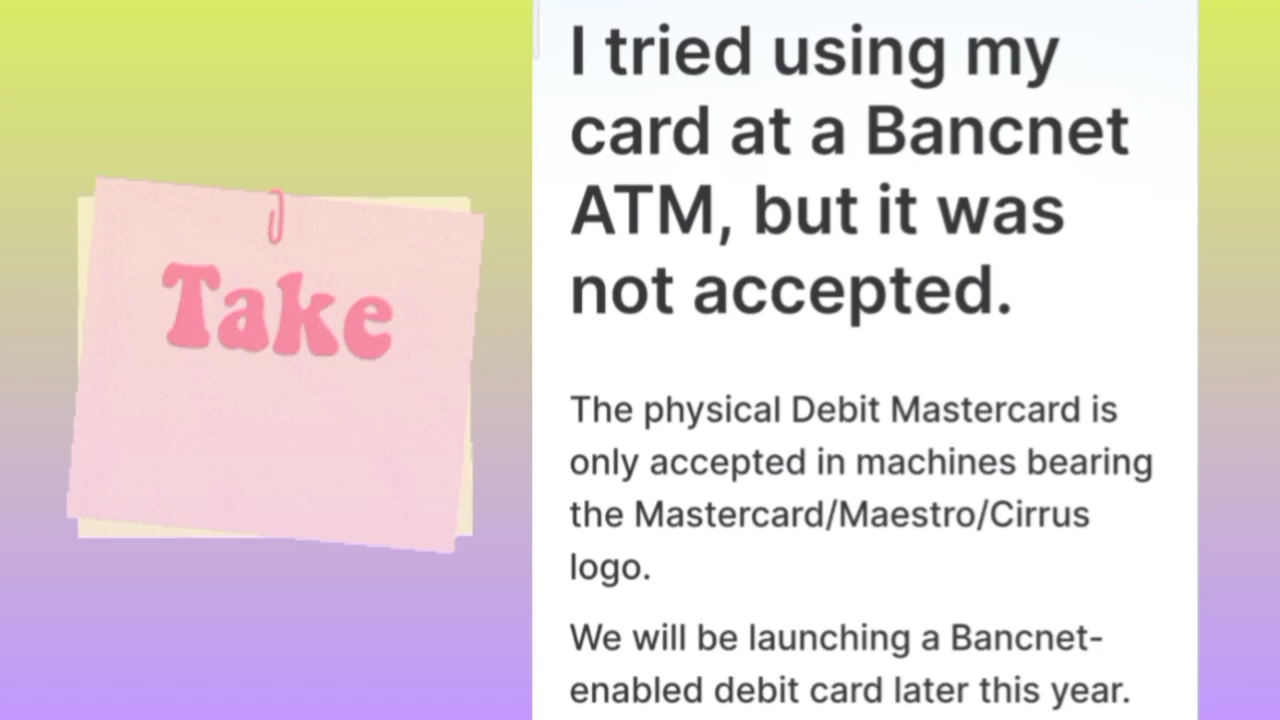 Take
I tried using my
card at a Bancnet
ATM, but it was
not accepted.
The physical Debit Mastercard is
only accepted in machines bearing
the Mastercard/Maestro/Cirrus
logo.
We will be launching a Bancnet-
enabled debit card later this year.